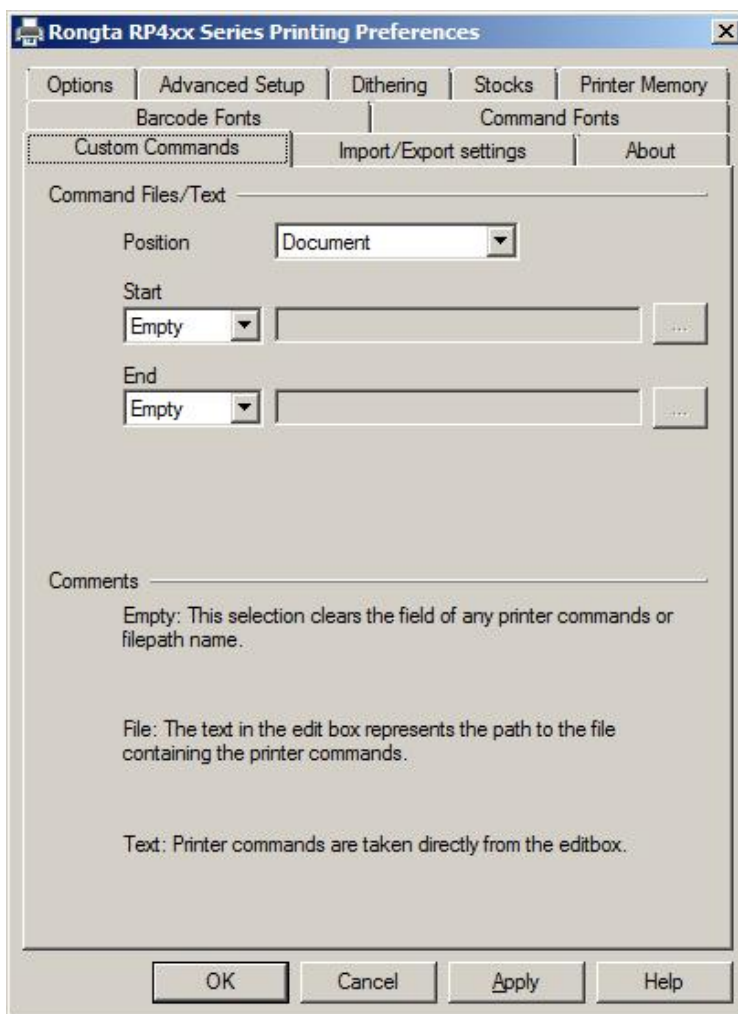 Rongta RP4xx Series Printing Preferences
Options Advanced Setup Dithering Stocks Printer Memory
Barcode Fonts Command Fonts
Custom Commands Import/Export settings About
Command Files/Text
Position Document
Start
Empty ...
End
Empty ...
Comments
Empty: This selection clears the field of any printer commands or
filepath name.
File: The text in the edit box represents the path to the file
containing the printer commands.
Text: Printer commands are taken directly from the editbox.
OK Cancel Apply Help